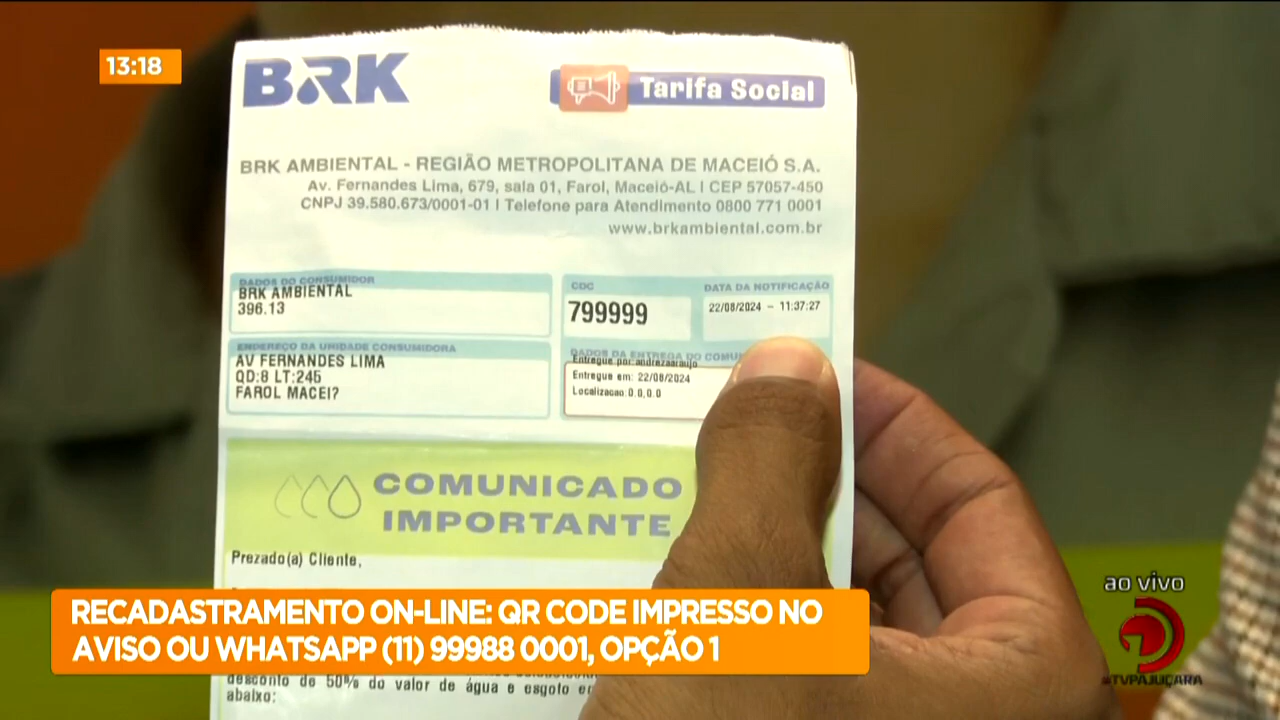 13:18
BRK
Tarifa Social
BRK AMBIENTAL - REGIÃO METROPOLITANA DE MACEIÓ S.A.
Av. Fernandes Lima, 679, sala 01, Farol, Maceió-AL | CEP 57057-450
CNPJ 39.580.673/0001-01 | Telefone para Atendimento 0800 771 0001
www.brkambiental.com.br
DADOS DO CONSUMIDOR
BRK AMBIENTAL
396.13
CDC
799999
DATA DA NOTIFICAÇÃO
22/08/2024 - 11:37:27
ENDEREÇO DA UNIDADE CONSUMIDORA
AV FERNANDES LIMA
QD:8 LT:245
FAROL MACEI?
DADOS DA ENTREGA DO
Entregue por: andrezaaraujo
Entregue em: 22/08/2024
Localizacao:0.0,0.0
COMUNICADO
IMPORTANTE
Prezado(a) Cliente,
RECADASTRAMENTO ON-LINE: QR CODE IMPRESSO NO
AVISO OU WHATSAPP (11) 99988 0001, OPÇÃO 1
desconto de 50% do valor de água e esgoto
abaixo:
ao vivo
#TVPAJUÇARA